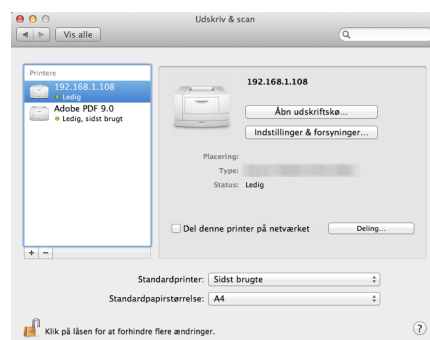 Udskriv & scan
Vis alle
Printere
192.168.1.108
Ledig
Adobe PDF 9.0
Ledig, sidst brugt
192.168.1.108
Åbn udskriftskø...
Indstillinger & forsyninger...
Placering:
Type:
Status: Ledig
Del denne printer på netværket
Deling...
+ −
Standardprinter: Sidst brugte
Standardpapirstørrelse: A4
Klik på låsen for at forhindre flere ændringer.
?